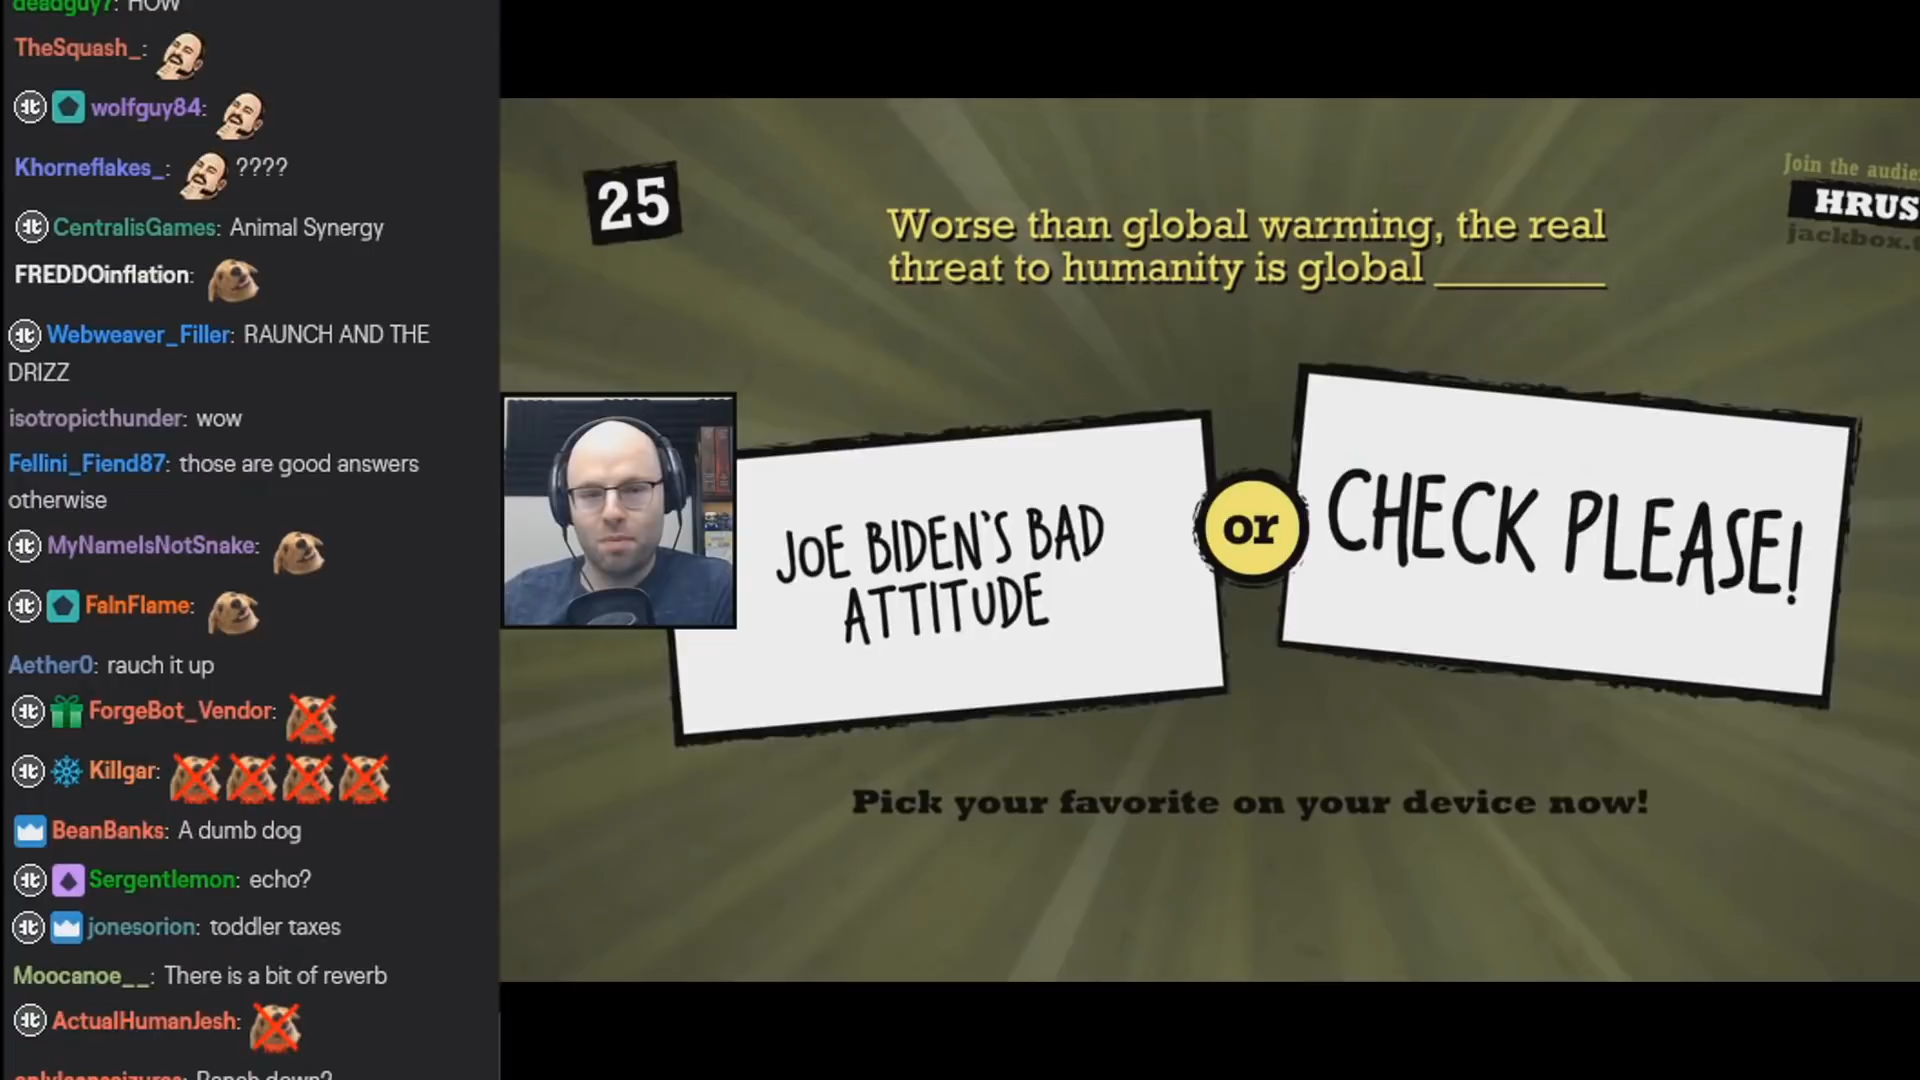 deadguy7: HOW
TheSquash_:
wolfguy84:
Khorneflakes_: ????
CentralisGames: Animal Synergy
FREDDOinflation:
Webweaver_Filler: RAUNCH AND THE
DRIZZ
isotropicthunder: wow
Fellini_Fiend87: those are good answers
otherwise
MyNameIsNotSnake:
FalnFlame:
Aether0: rauch it up
ForgeBot_Vendor:
Killgar:
BeanBanks: A dumb dog
Sergentlemon: echo?
jonesorion: toddler taxes
Moocanoe__: There is a bit of reverb
ActualHumanJesh:
25
Worse than global warming, the real
threat to humanity is global ________
Join the audie
HRUS
jackbox.t
JOE BIDEN'S BAD
ATTITUDE
or
CHECK PLEASE!
Pick your favorite on your device now!